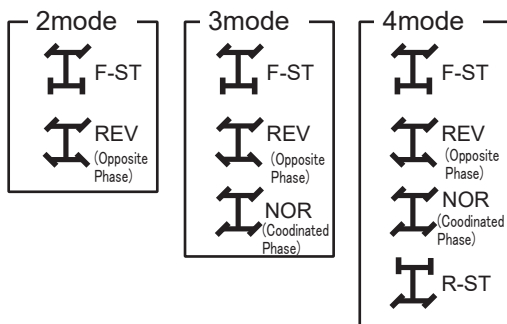 2mode
F-ST
REV
(Opposite
Phase)
3mode
F-ST
REV
(Opposite
Phase)
NOR
(Coodinated
Phase)
4mode
F-ST
REV
(Opposite
Phase)
NOR
(Coodinated
Phase)
R-ST